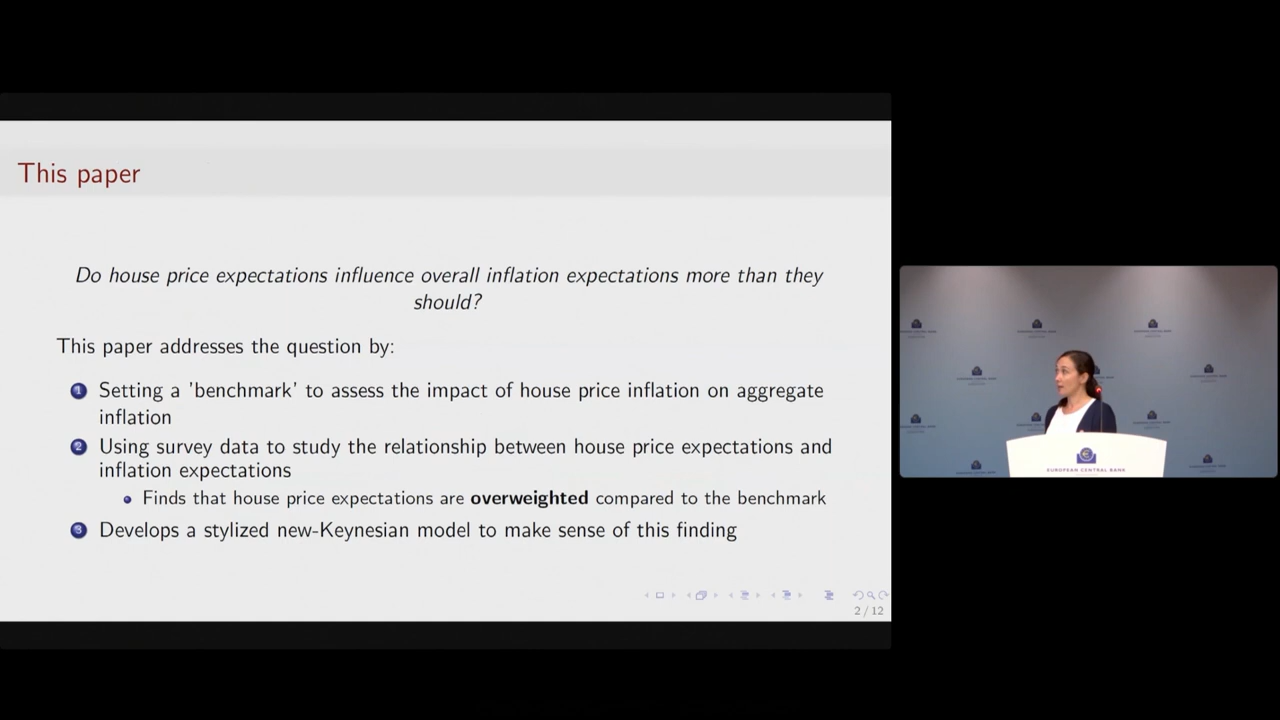 This paper
Do house price expectations influence overall inflation expectations more than they
should?
This paper addresses the question by:
1 Setting a 'benchmark' to assess the impact of house price inflation on aggregate
inflation
2 Using survey data to study the relationship between house price expectations and
inflation expectations
Finds that house price expectations are overweighted compared to the benchmark
3 Develops a stylized new-Keynesian model to make sense of this finding
2 / 12
EUROPEAN CENTRAL BANK